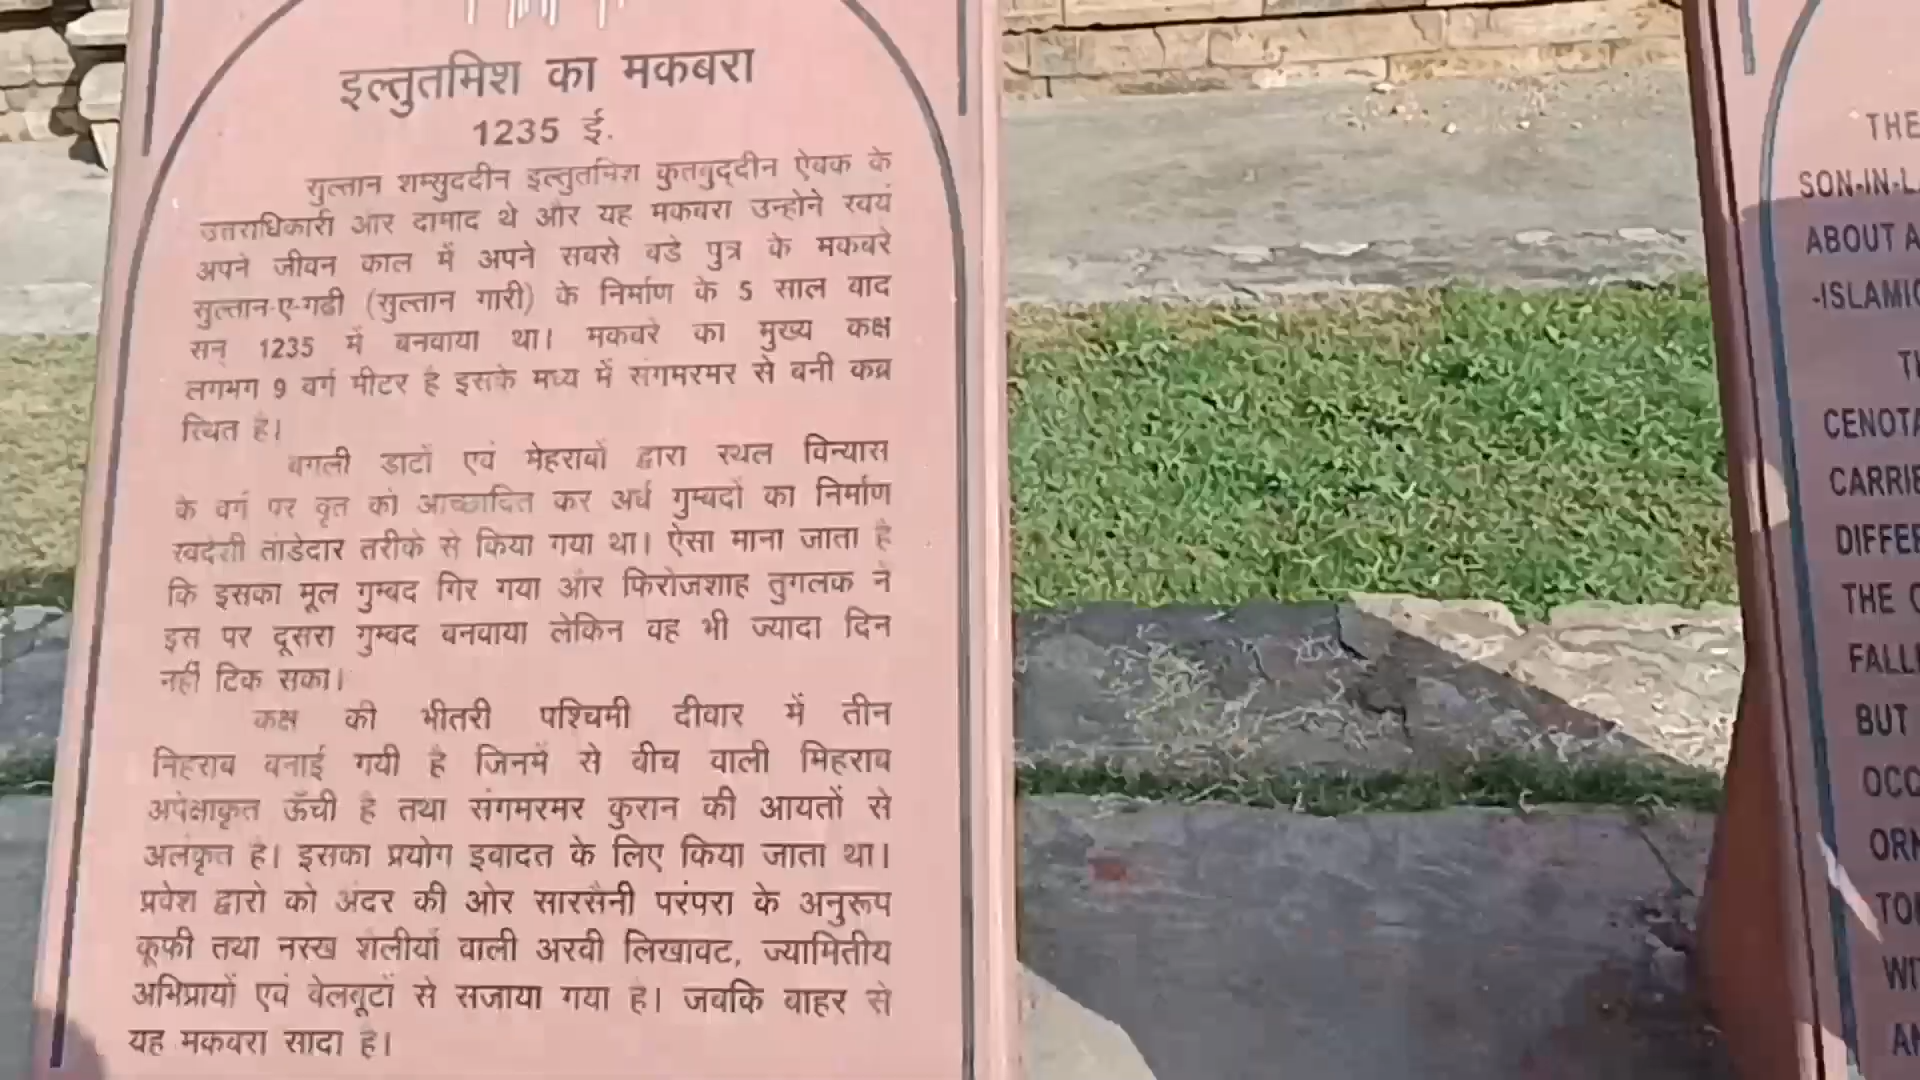 इल्तुतमिश का मकबरा
1235 ई.
सुल्तान शम्सुददीन इल्तुतमिश कुतबुद्दीन ऐबक के
उत्तराधिकारी और दामाद थे और यह मकबरा उन्होने स्वयं
अपने जीवन काल में अपने सबसे बडे पुत्र के मकबरे
सुल्तान-ए-गढी (सुल्तान गारी) के निर्माण के 5 साल बाद
सन् 1235 में बनवाया था। मकबरे का मुख्य कक्ष
लगभग 9 वर्ग मीटर है इसके मध्य में संगमरमर से बनी कब्र
स्थित है।
बगली डाटों एवं मेहराबों द्वारा स्थल विन्यास
के वर्ग पर वृत को आच्छादित कर अर्ध गुम्बदों का निर्माण
स्वदेशी तोडेदार तरीके से किया गया था। ऐसा माना जाता है
कि इसका मूल गुम्बद गिर गया और फिरोजशाह तुगलक ने
इस पर दूसरा गुम्बद बनवाया लेकिन वह भी ज्यादा दिन
नहीं टिक सका।
कक्ष की भीतरी पश्चिमी दीवार में तीन
मिहराब बनाई गयी है जिनमें से बीच वाली मिहराब
अपेक्षाकृत ऊँची है तथा संगमरमर कुरान की आयतों से
अलंकृत है। इसका प्रयोग इबादत के लिए किया जाता था।
प्रवेश द्वारो को अंदर की ओर सारसैनी परंपरा के अनुरूप
कूफी तथा नस्ख शैलीयों वाली अरबी लिखावट, ज्यामितीय
अभिप्रायों एवं बेलबूटों से सजाया गया है। जबकि बाहर से
यह मकबरा सादा है।
THE
SON-IN-L
ABOUT A
-ISLAMIC
TH
CENOTA
CARRIE
DIFFE
THE
FALL
BUT
OCC
ORN
TO
WI
AN